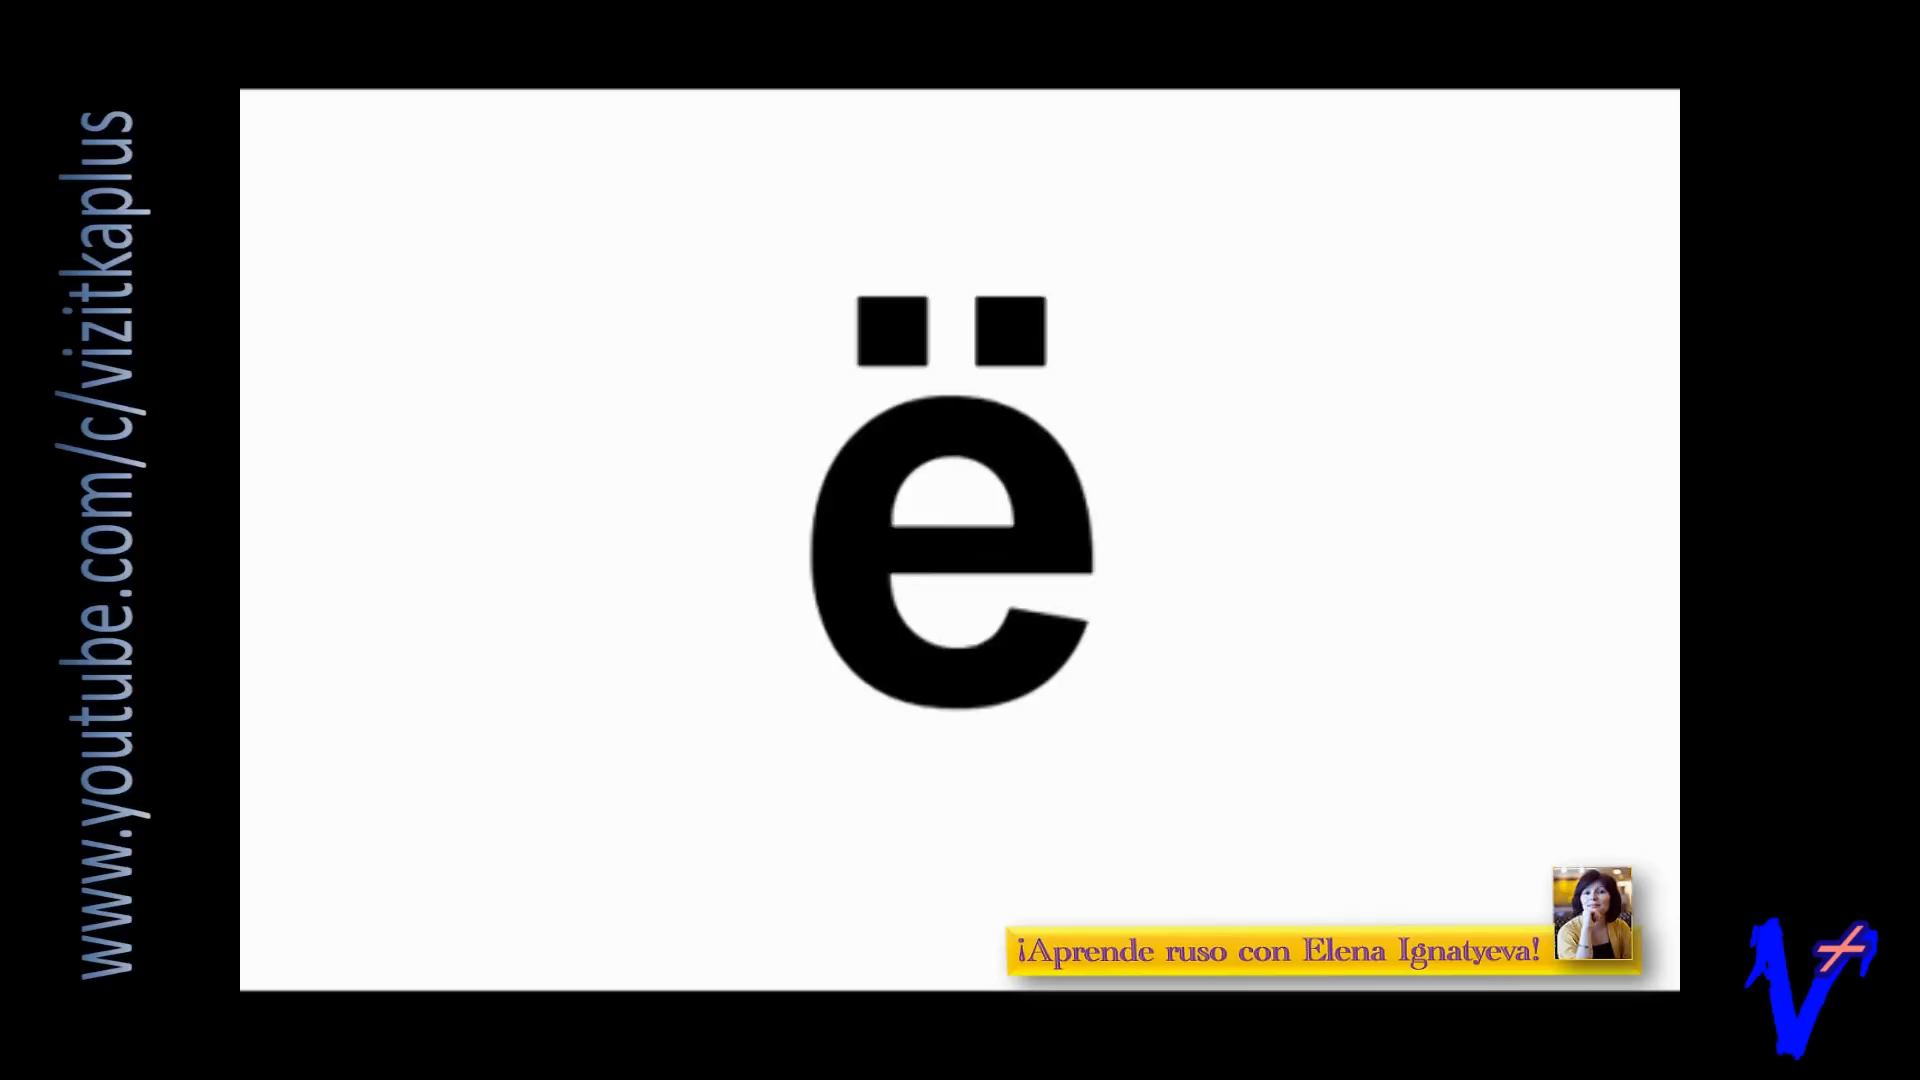 www.youtube.com/c/vizitkaplus
ё
¡Aprende ruso con Elena Ignatyeva!
V+